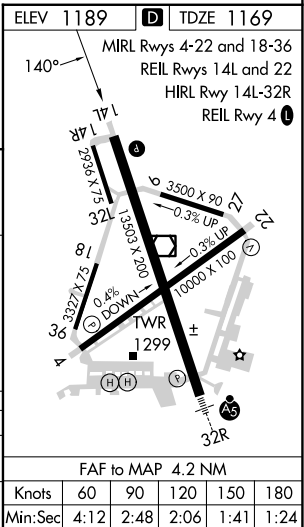 ELEV 1189 D TDZE 1169
MIRL Rwys 4-22 and 18-36
REIL Rwys 14L and 22
HIRL Rwy 14L-32R
REIL Rwy 4 L
140°
14L
14R
P
2936 X 75
32L
9
3500 X 90
27
0.3% UP
22
13503 X 200
0.3% UP
V
18
3327 X 75
10000 X 100
0.4% DOWN
P
36
4
TWR
1299
±
H H
P
A5
32R
FAF to MAP 4.2 NM
Knots 60 90 120 150 180
Min:Sec 4:12 2:48 2:06 1:41 1:24